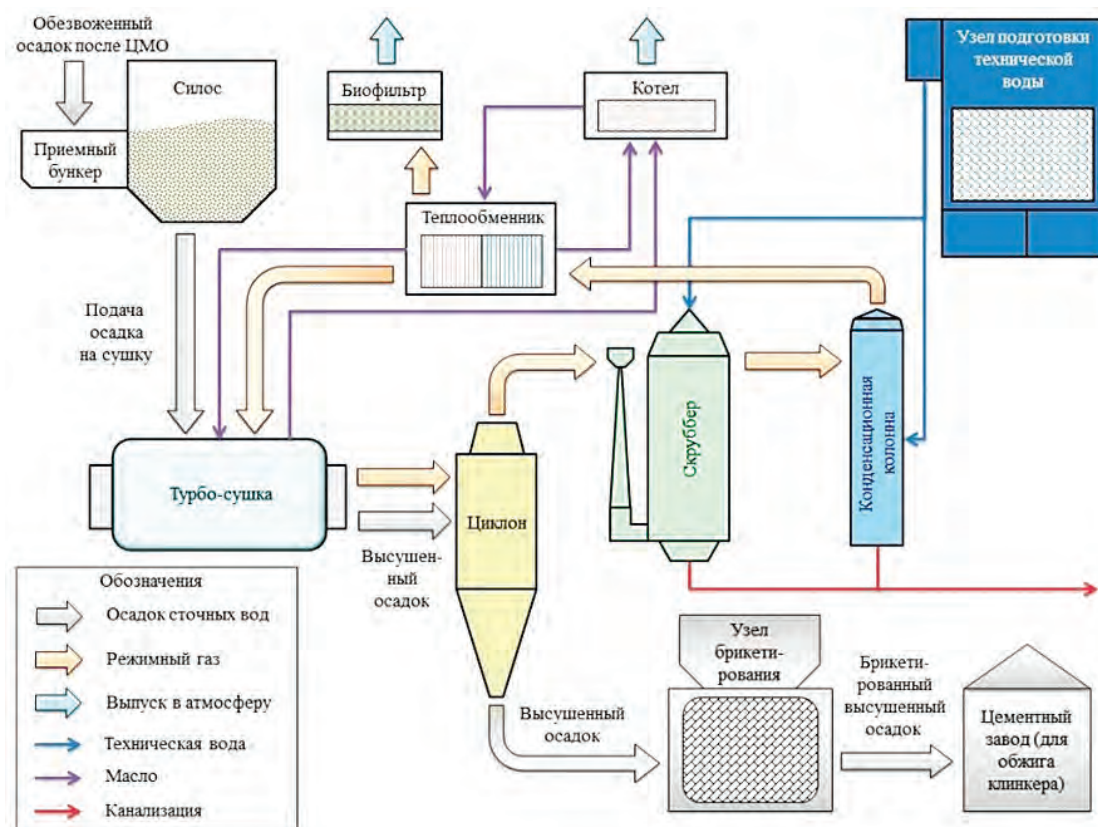 Обезвоженный
осадок после ЦМО
Силос
Приемный
бункер
Биофильтр
Котел
Узел подготовки
технической
воды
Теплообменник
Подача
осадка
на сушку
Турбо-сушка
Циклон
Скруббер
Конденсационная
колонна
Высушен-
ный
осадок
Обозначения
Осадок сточных вод
Режимный газ
Выпуск в атмосферу
Техническая вода
Масло
Канализация
Высушенный
осадок
Узел
брикети-
рования
Брикети-
рованный
высушенный
осадок
Цементный
завод (для
обжига
клинкера)